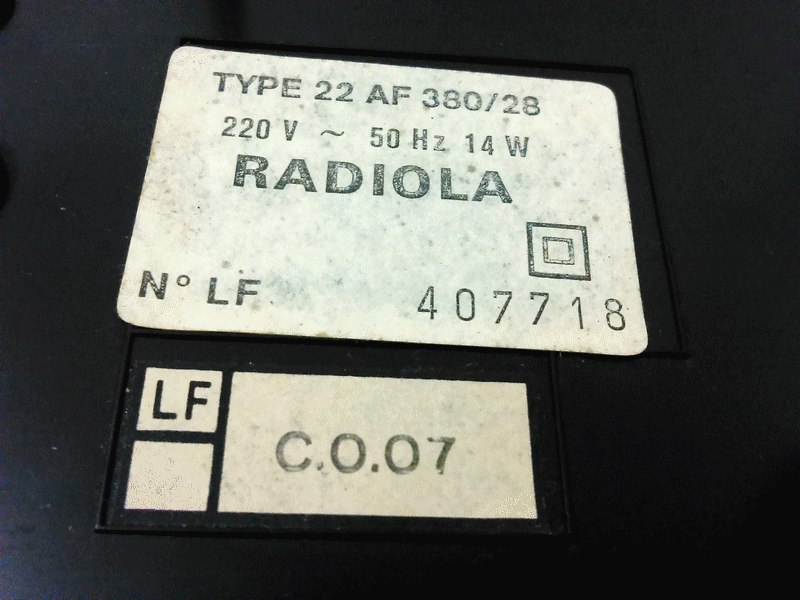 TYPE 22 AF 380/28
220 V ~ 50 Hz 14 W
RADIOLA
N° LF 407718
LF
C.O.07